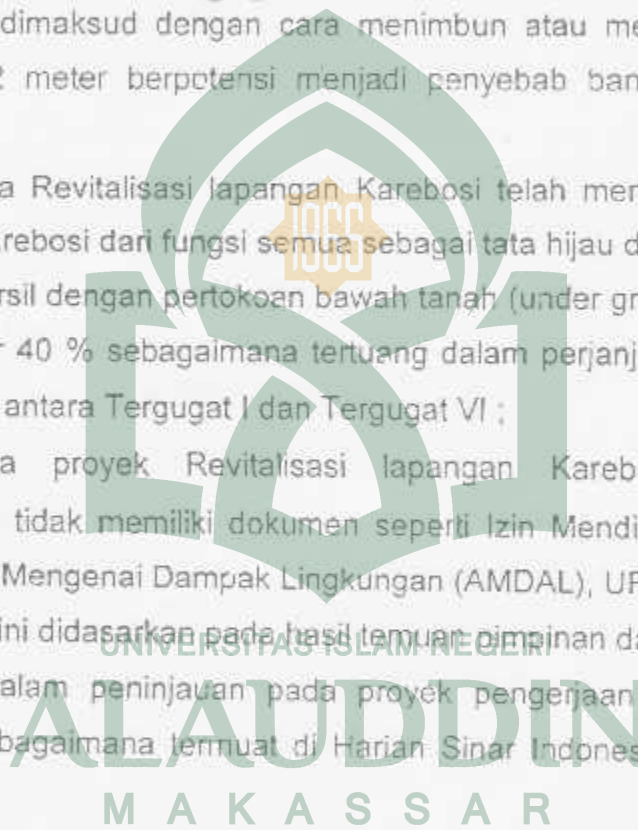 dimaksud dengan cara menimbun atau me
2 meter berpotensi menjadi penyebab ban
a Revitalisasi lapangan Karebosi telah mer
rebosi dari fungsi semua sebagai tata hijau d
rsil dengan pertokoan bawah tanah (under gr
r 40 % sebagaimana tertuang dalam perjanj
antara Tergugat I dan Tergugat VI ;
a proyek Revitalisasi lapangan Kareb
tidak memiliki dokumen seperti Izin Mendi
Mengenai Dampak Lingkungan (AMDAL), UF
ini didasarkan pada hasil temuan pimpinan da
UNIVERSITAS ISLAM NEGERI
alam peninjauan pada proyek pengerjaan
ALAUDDIN
bagaimana termuat di Harian Sinar Indones
MAKASSAR
1965